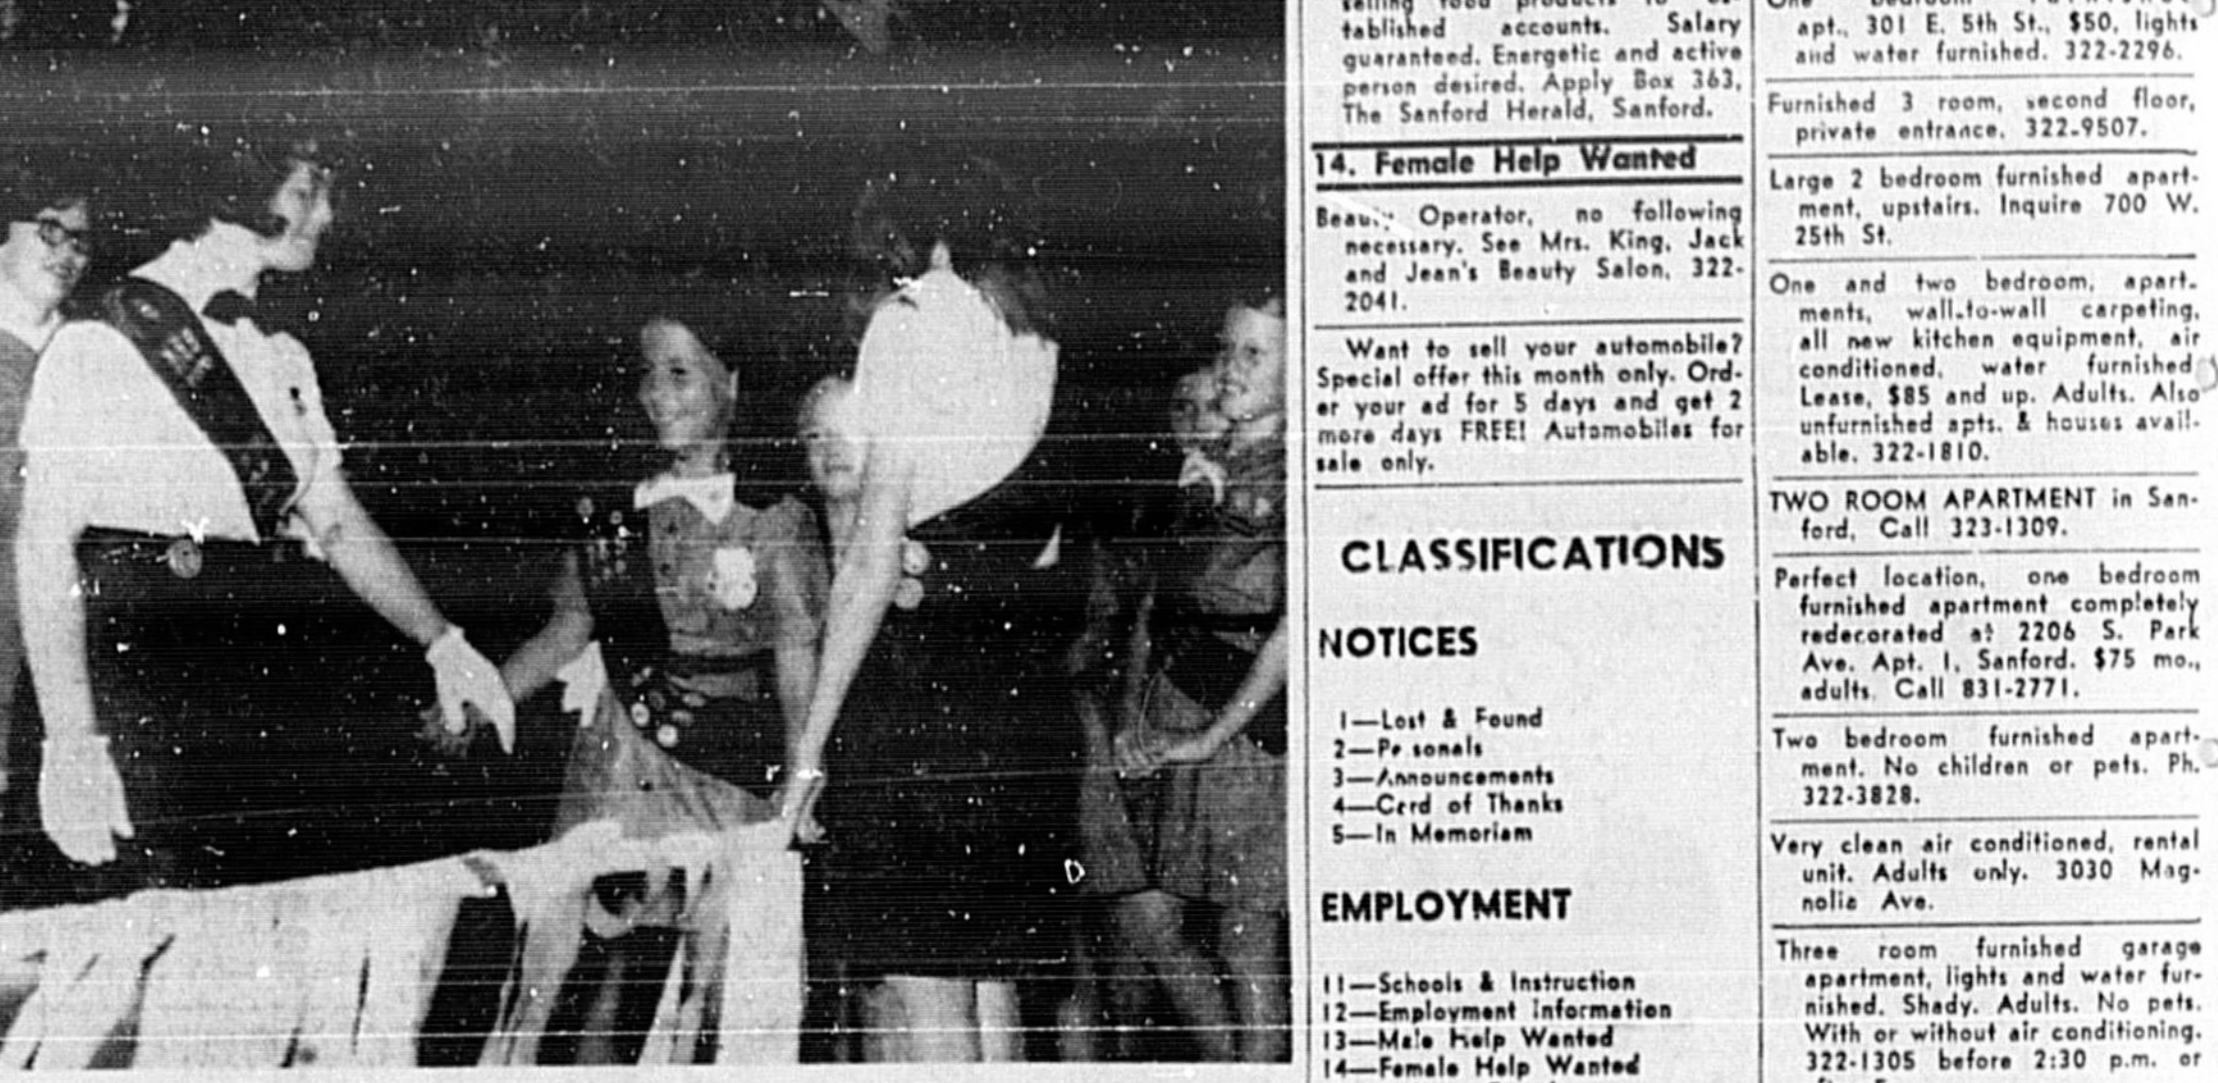 selling food products to es-
tablished accounts. Salary
guaranteed. Energetic and active
person desired. Apply Box 363,
The Sanford Herald, Sanford.
14. Female Help Wanted
Beauty Operator, no following
necessary. See Mrs. King, Jack
and Jean's Beauty Salon, 322-
2041.
Want to sell your automobile?
Special offer this month only. Ord-
er your ad for 5 days and get 2
more days FREE! Automobiles for
sale only.
CLASSIFICATIONS
NOTICES
1—Lost & Found
2—Pe sonals
3—Announcements
4—Card of Thanks
5—In Memoriam
EMPLOYMENT
11—Schools & Instruction
12—Employment Information
13—Male Help Wanted
14—Female Help Wanted
One bedroom
apt., 301 E. 5th St., $50, lights
and water furnished. 322-2296.
Furnished 3 room, second floor,
private entrance. 322-9507.
Large 2 bedroom furnished apart-
ment, upstairs. Inquire 700 W.
25th St.
One and two bedroom, apart-
ments, wall-to-wall carpeting,
all new kitchen equipment, air
conditioned, water furnished
Lease, $85 and up. Adults. Also
unfurnished apts. & houses avail-
able. 322-1810.
TWO ROOM APARTMENT in San-
ford, Call 323-1309.
Perfect location, one bedroom
furnished apartment completely
redecorated at 2206 S. Park
Ave. Apt. 1, Sanford. $75 mo.,
adults. Call 831-2771.
Two bedroom furnished apart-
ment. No children or pets. Ph.
322-3828.
Very clean air conditioned, rental
unit. Adults only. 3030 Mag-
nolia Ave.
Three room furnished garage
apartment, lights and water fur-
nished. Shady. Adults. No pets.
With or without air conditioning.
322-1305 before 2:30 p.m. or